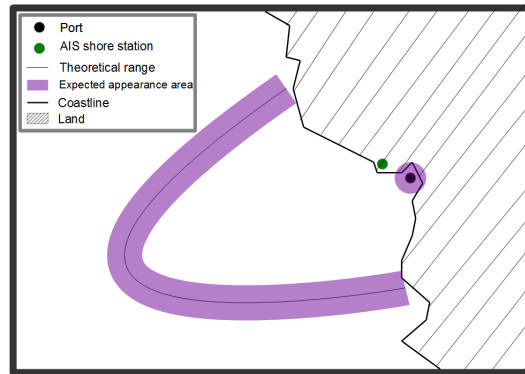 Port
AIS shore station
Theoretical range
Expected appearance area
Coastline
Land